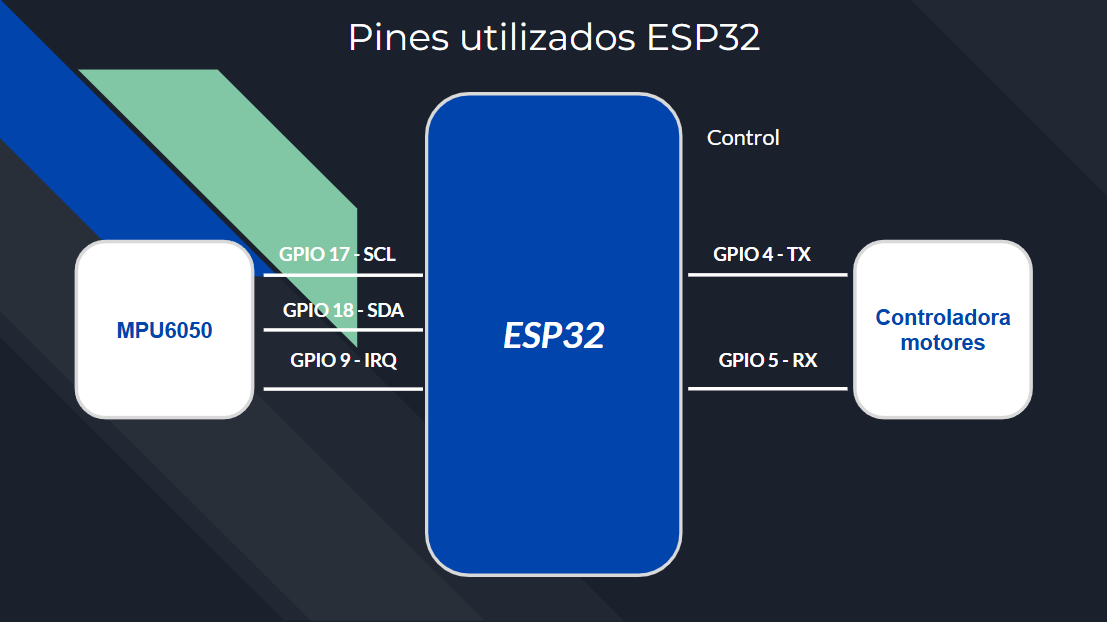 Pines utilizados ESP32
Control
GPIO 17 - SCL
GPIO 18 - SDA
GPIO 9 - IRQ
MPU6050
ESP32
GPIO 4 - TX
GPIO 5 - RX
Controladora
motores